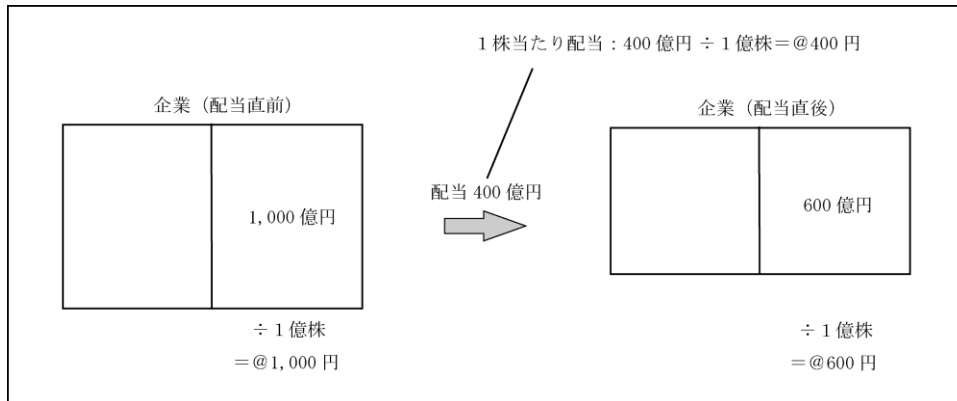 1株当たり配当：400億円÷1億株＝@400円
企業（配当直前）
企業（配当直後）
配当400億円
1,000億円
600億円
÷1億株
＝@1,000円
÷1億株
＝@600円